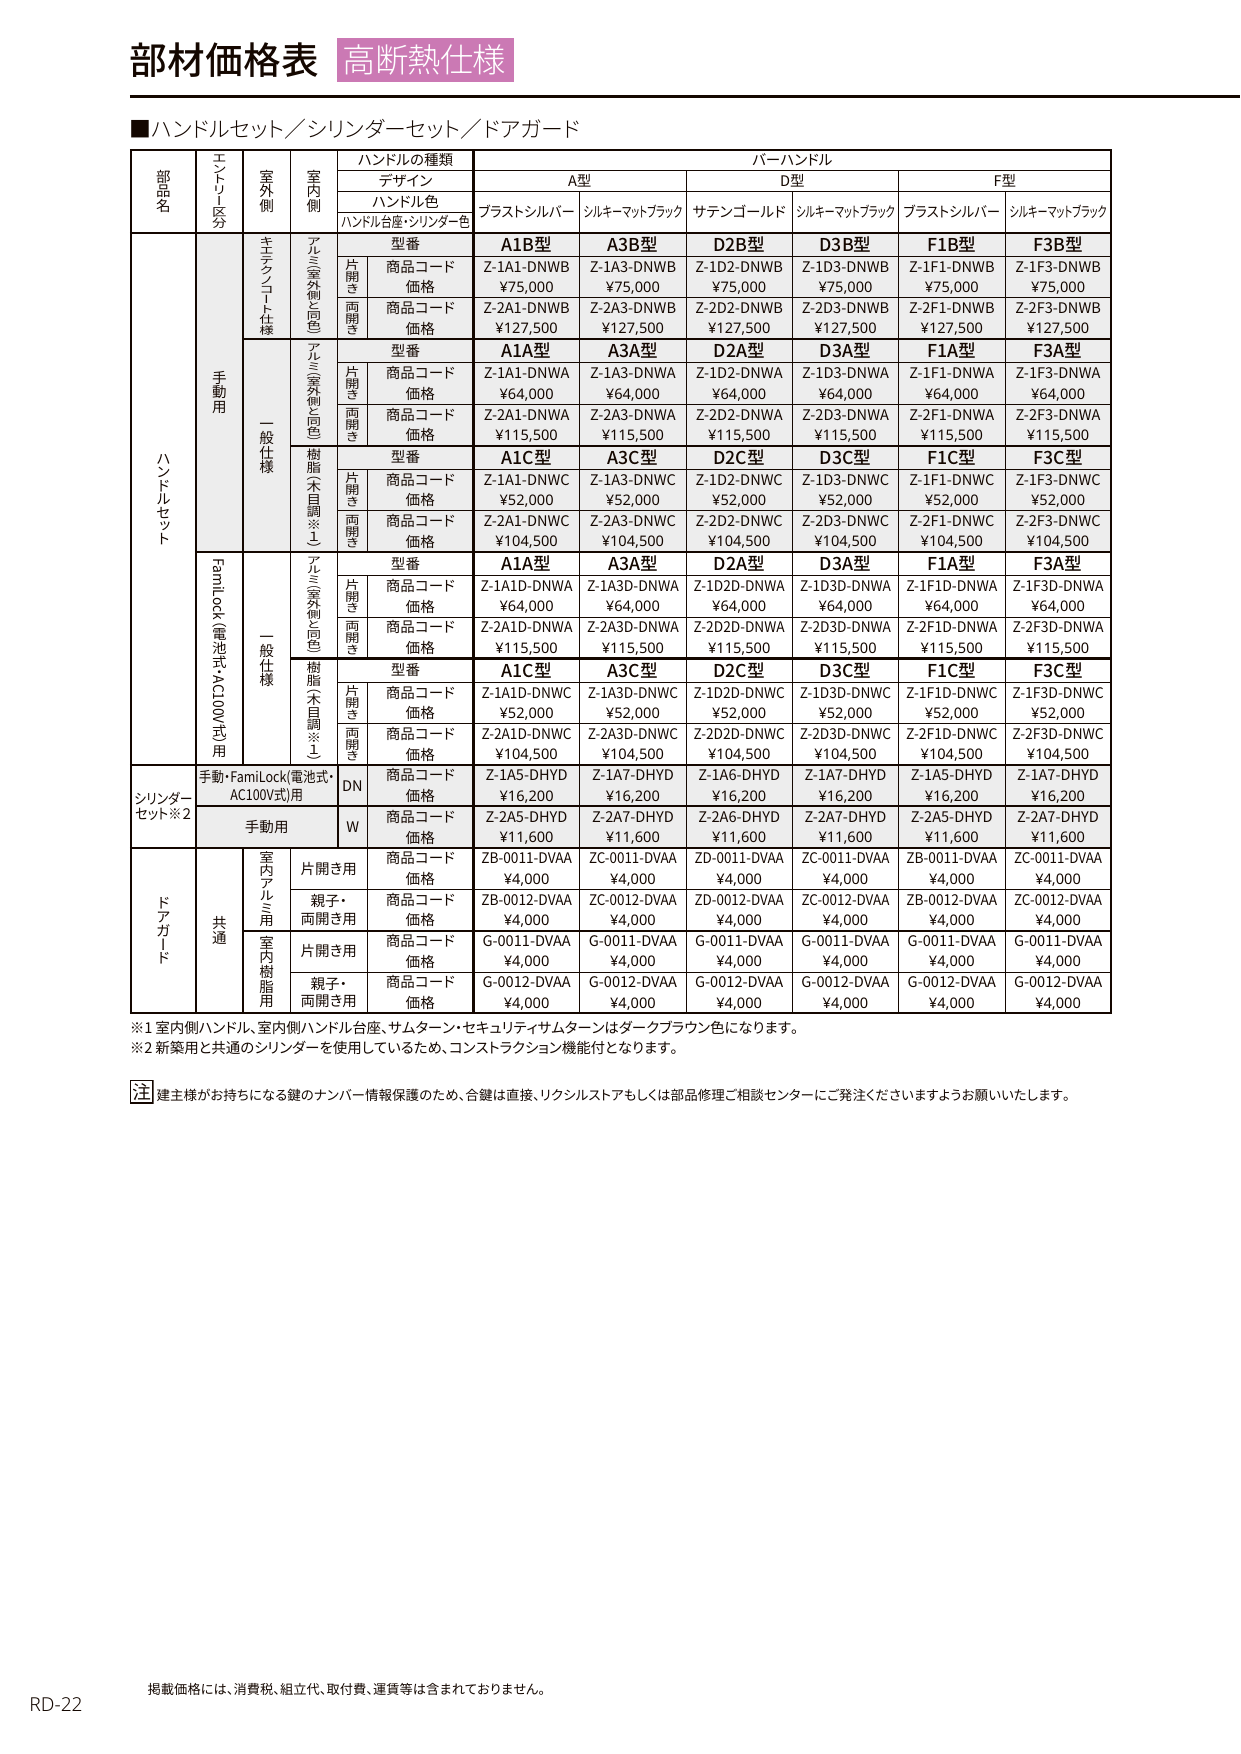 部材価格表 高断熱仕様
■ハンドルセット／シリンダーセット／ドアガード
部品名 エントリー区分 室外側 室内側 ハンドルの種類 バーハンドル
デザイン A型 D型 F型
ハンドル色 ブラストシルバー シルキーマットブラック サテンゴールド シルキーマットブラック ブラストシルバー シルキーマットブラック
ハンドル台座・シリンダー色
ハンドルセット 手動用 キエテクノコート仕様 アルミ(室外側と同色) 型番 A1B型 A3B型 D2B型 D3B型 F1B型 F3B型
片開き 商品コード Z-1A1-DNWB Z-1A3-DNWB Z-1D2-DNWB Z-1D3-DNWB Z-1F1-DNWB Z-1F3-DNWB
価格 ¥75,000 ¥75,000 ¥75,000 ¥75,000 ¥75,000 ¥75,000
両開き 商品コード Z-2A1-DNWB Z-2A3-DNWB Z-2D2-DNWB Z-2D3-DNWB Z-2F1-DNWB Z-2F3-DNWB
価格 ¥127,500 ¥127,500 ¥127,500 ¥127,500 ¥127,500 ¥127,500
一般仕様 アルミ(室外側と同色) 型番 A1A型 A3A型 D2A型 D3A型 F1A型 F3A型
片開き 商品コード Z-1A1-DNWA Z-1A3-DNWA Z-1D2-DNWA Z-1D3-DNWA Z-1F1-DNWA Z-1F3-DNWA
価格 ¥64,000 ¥64,000 ¥64,000 ¥64,000 ¥64,000 ¥64,000
両開き 商品コード Z-2A1-DNWA Z-2A3-DNWA Z-2D2-DNWA Z-2D3-DNWA Z-2F1-DNWA Z-2F3-DNWA
価格 ¥115,500 ¥115,500 ¥115,500 ¥115,500 ¥115,500 ¥115,500
樹脂(木目調※1) 型番 A1C型 A3C型 D2C型 D3C型 F1C型 F3C型
片開き 商品コード Z-1A1-DNWC Z-1A3-DNWC Z-1D2-DNWC Z-1D3-DNWC Z-1F1-DNWC Z-1F3-DNWC
価格 ¥52,000 ¥52,000 ¥52,000 ¥52,000 ¥52,000 ¥52,000
両開き 商品コード Z-2A1-DNWC Z-2A3-DNWC Z-2D2-DNWC Z-2D3-DNWC Z-2F1-DNWC Z-2F3-DNWC
価格 ¥104,500 ¥104,500 ¥104,500 ¥104,500 ¥104,500 ¥104,500
FamiLock(電池式・AC100V式)用 一般仕様 アルミ(室外側と同色) 型番 A1A型 A3A型 D2A型 D3A型 F1A型 F3A型
片開き 商品コード Z-1A1D-DNWA Z-1A3D-DNWA Z-1D2D-DNWA Z-1D3D-DNWA Z-1F1D-DNWA Z-1F3D-DNWA
価格 ¥64,000 ¥64,000 ¥64,000 ¥64,000 ¥64,000 ¥64,000
両開き 商品コード Z-2A1D-DNWA Z-2A3D-DNWA Z-2D2D-DNWA Z-2D3D-DNWA Z-2F1D-DNWA Z-2F3D-DNWA
価格 ¥115,500 ¥115,500 ¥115,500 ¥115,500 ¥115,500 ¥115,500
樹脂(木目調※1) 型番 A1C型 A3C型 D2C型 D3C型 F1C型 F3C型
片開き 商品コード Z-1A1D-DNWC Z-1A3D-DNWC Z-1D2D-DNWC Z-1D3D-DNWC Z-1F1D-DNWC Z-1F3D-DNWC
価格 ¥52,000 ¥52,000 ¥52,000 ¥52,000 ¥52,000 ¥52,000
両開き 商品コード Z-2A1D-DNWC Z-2A3D-DNWC Z-2D2D-DNWC Z-2D3D-DNWC Z-2F1D-DNWC Z-2F3D-DNWC
価格 ¥104,500 ¥104,500 ¥104,500 ¥104,500 ¥104,500 ¥104,500
シリンダーセット※2 手動・FamiLock(電池式・AC100V式)用 DN 商品コード Z-1A5-DHYD Z-1A7-DHYD Z-1A6-DHYD Z-1A7-DHYD Z-1A5-DHYD Z-1A7-DHYD
価格 ¥16,200 ¥16,200 ¥16,200 ¥16,200 ¥16,200 ¥16,200
手動用 W 商品コード Z-2A5-DHYD Z-2A7-DHYD Z-2A6-DHYD Z-2A7-DHYD Z-2A5-DHYD Z-2A7-DHYD
価格 ¥11,600 ¥11,600 ¥11,600 ¥11,600 ¥11,600 ¥11,600
ドアガード 共通 室内アルミ用 片開き用 商品コード ZB-0011-DVAA ZC-0011-DVAA ZD-0011-DVAA ZC-0011-DVAA ZB-0011-DVAA ZC-0011-DVAA
価格 ¥4,000 ¥4,000 ¥4,000 ¥4,000 ¥4,000 ¥4,000
親子・両開き用 商品コード ZB-0012-DVAA ZC-0012-DVAA ZD-0012-DVAA ZC-0012-DVAA ZB-0012-DVAA ZC-0012-DVAA
価格 ¥4,000 ¥4,000 ¥4,000 ¥4,000 ¥4,000 ¥4,000
室内樹脂用 片開き用 商品コード G-0011-DVAA G-0011-DVAA G-0011-DVAA G-0011-DVAA G-0011-DVAA G-0011-DVAA
価格 ¥4,000 ¥4,000 ¥4,000 ¥4,000 ¥4,000 ¥4,000
親子・両開き用 商品コード G-0012-DVAA G-0012-DVAA G-0012-DVAA G-0012-DVAA G-0012-DVAA G-0012-DVAA
価格 ¥4,000 ¥4,000 ¥4,000 ¥4,000 ¥4,000 ¥4,000
※1 室内側ハンドル、室内側ハンドル台座、サムターン・セキュリティサムターンはダークブラウン色になります。
※2 新築用と共通のシリンダーを使用しているため、コンストラクション機能付となります。
注 建主様がお持ちになる鍵のナンバー情報保護のため、合鍵は直接、リクシルストアもしくは部品修理ご相談センターにご発注くださいますようお願いいたします。
掲載価格には、消費税、組立代、取付費、運賃等は含まれておりません。
RD-22